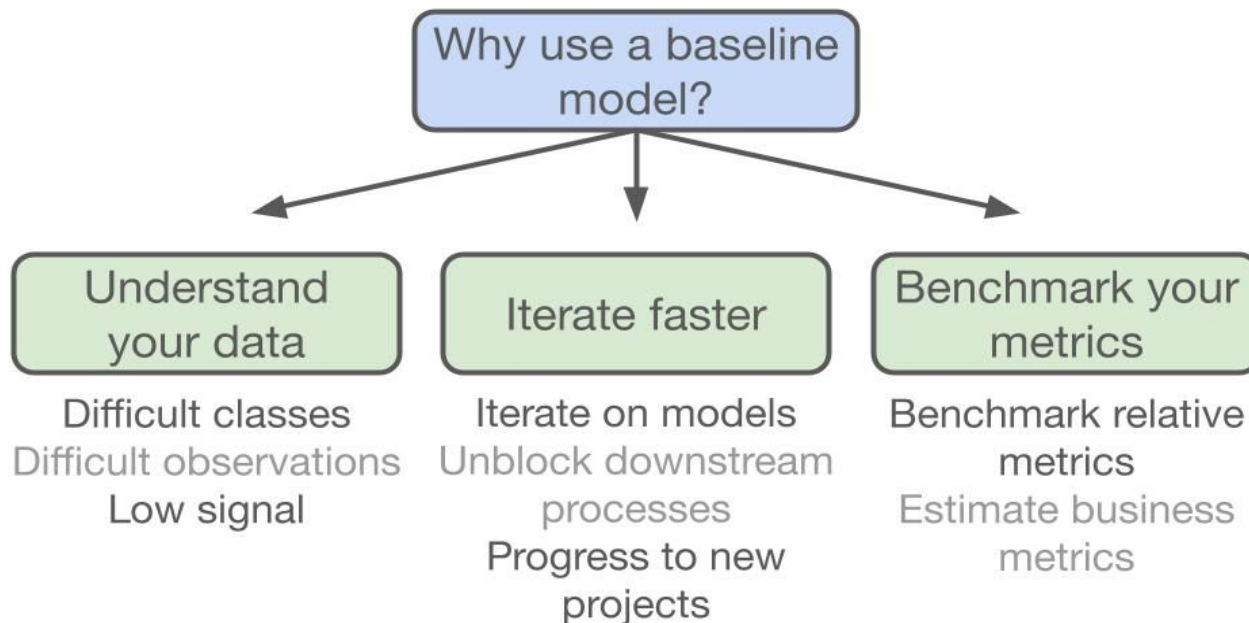 Why use a baseline
model?
Understand
your data
Difficult classes
Difficult observations
Low signal
Iterate faster
Iterate on models
Unblock downstream
processes
Progress to new
projects
Benchmark your
metrics
Benchmark relative
metrics
Estimate business
metrics